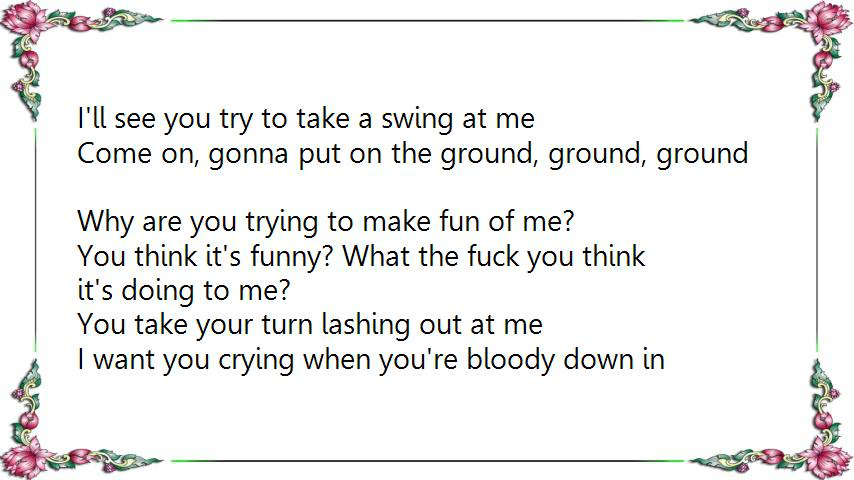 I'll see you try to take a swing at me
Come on, gonna put on the ground, ground, ground
Why are you trying to make fun of me?
You think it's funny? What the fuck you think
it's doing to me?
You take your turn lashing out at me
I want you crying when you're bloody down in